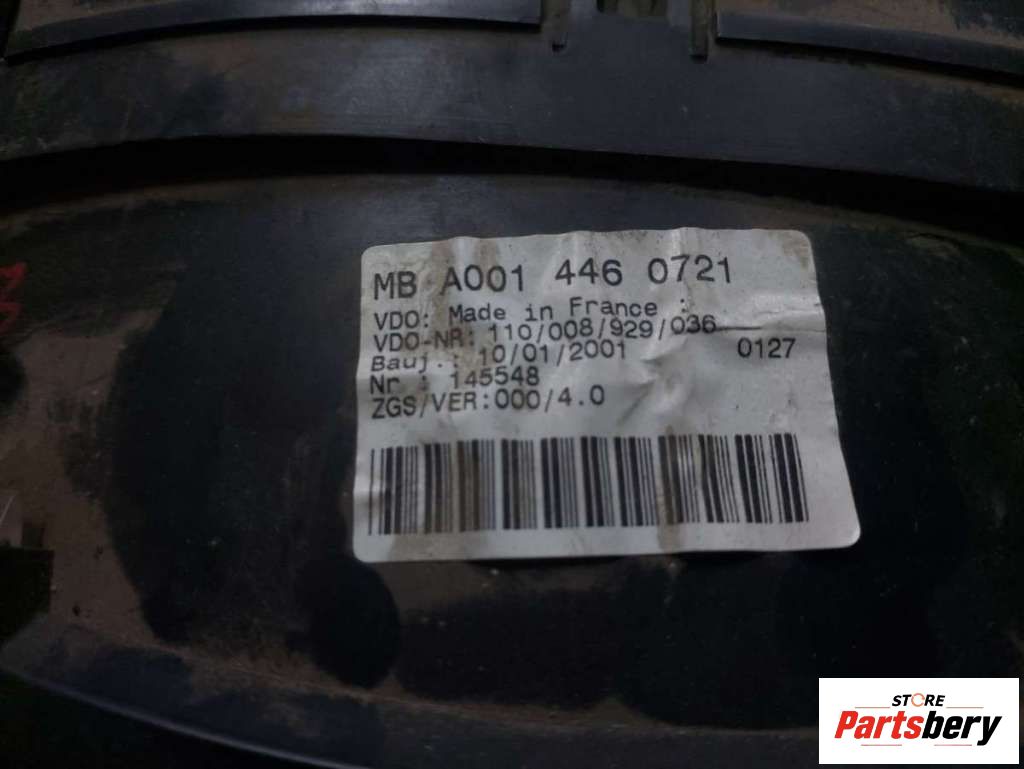 MB A001 446 0721
VDO: Made in France :
VDO-NR: 110/008/929/036
Bauj.: 10/01/2001 0127
Nr : 145548
ZGS/VER:000/4.0
STORE
Partsbery